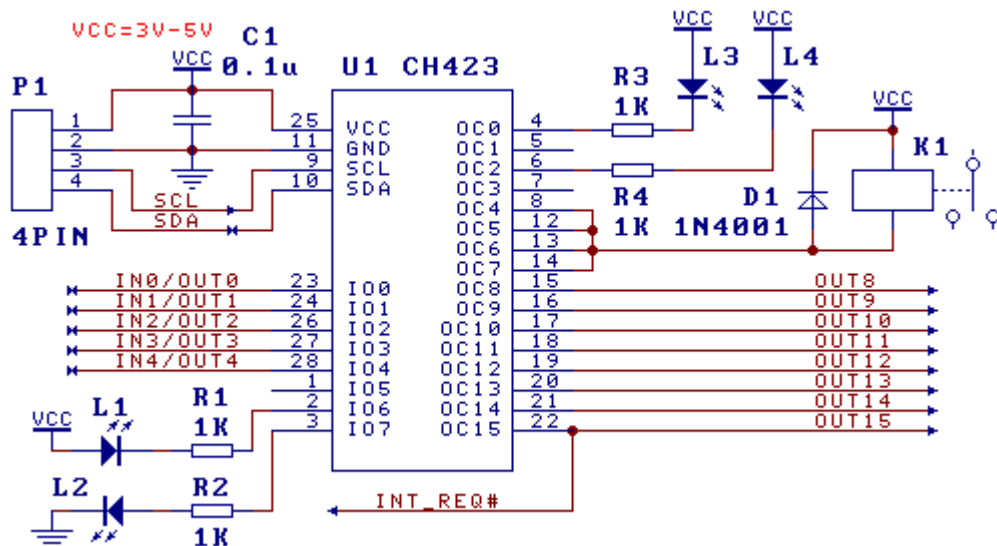 VCC=3V-5V
C1
0.1u
VCC
U1 CH423
P1
1
2
3
4
4PIN
SCL
SDA
25
11
9
10
VCC
GND
SCL
SDA
IN0/OUT0
IN1/OUT1
IN2/OUT2
IN3/OUT3
IN4/OUT4
23
24
26
27
28
1
2
3
IO0
IO1
IO2
IO3
IO4
IO5
IO6
IO7
OC0
OC1
OC2
OC3
OC4
OC5
OC6
OC7
OC8
OC9
OC10
OC11
OC12
OC13
OC14
OC15
4
5
6
7
8
12
13
14
15
16
17
18
19
20
21
22
R3
1K
R4
1K
VCC
L3
VCC
L4
VCC
K1
D1
1N4001
OUT8
OUT9
OUT10
OUT11
OUT12
OUT13
OUT14
OUT15
VCC
L1
R1
1K
L2
R2
1K
INT_REQ#